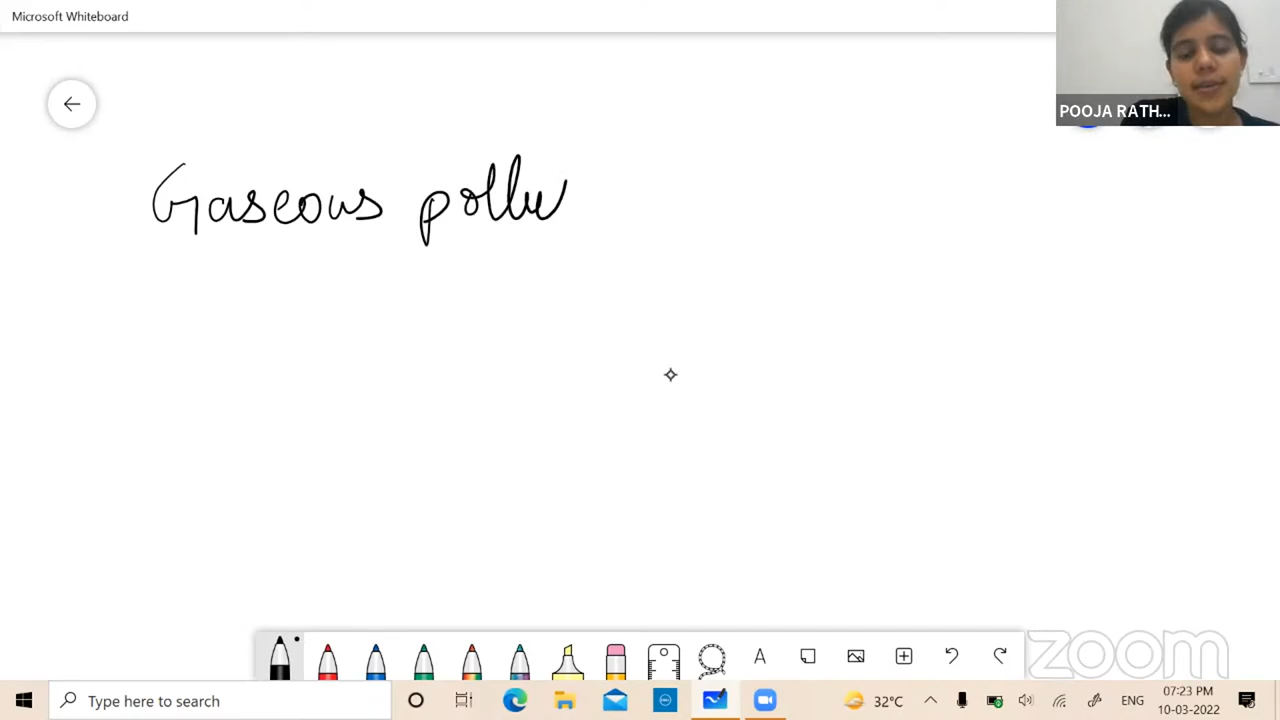 Microsoft Whiteboard
POOJA RATH...
Gaseous pollu
A
zoom
Type here to search
32°C
ENG
07:23 PM
10-03-2022